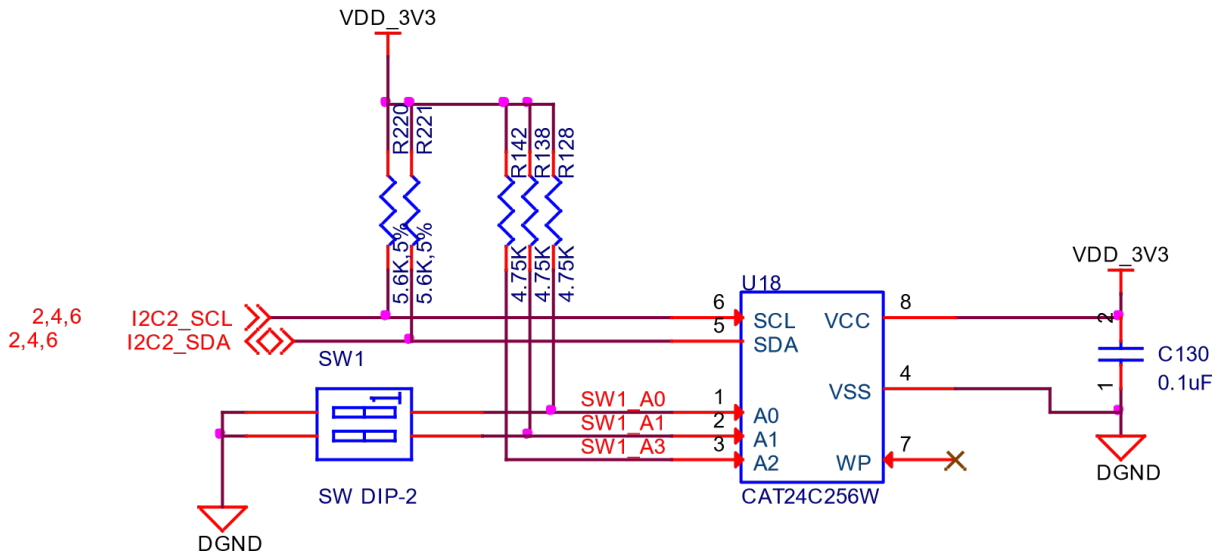 VDD_3V3
R220
R221
R142
R138
R128
5.6K,5%
5.6K,5%
4.75K
4.75K
4.75K
VDD_3V3
U18
2,4,6
I2C2_SCL
6
SCL
VCC
8
2
2,4,6
I2C2_SDA
5
SDA
C130
0.1uF
SW1
VSS
4
1
1
SW1_A0
1
A0
SW1_A1
2
A1
SW1_A3
3
A2
WP
7
DGND
SW DIP-2
CAT24C256W
DGND